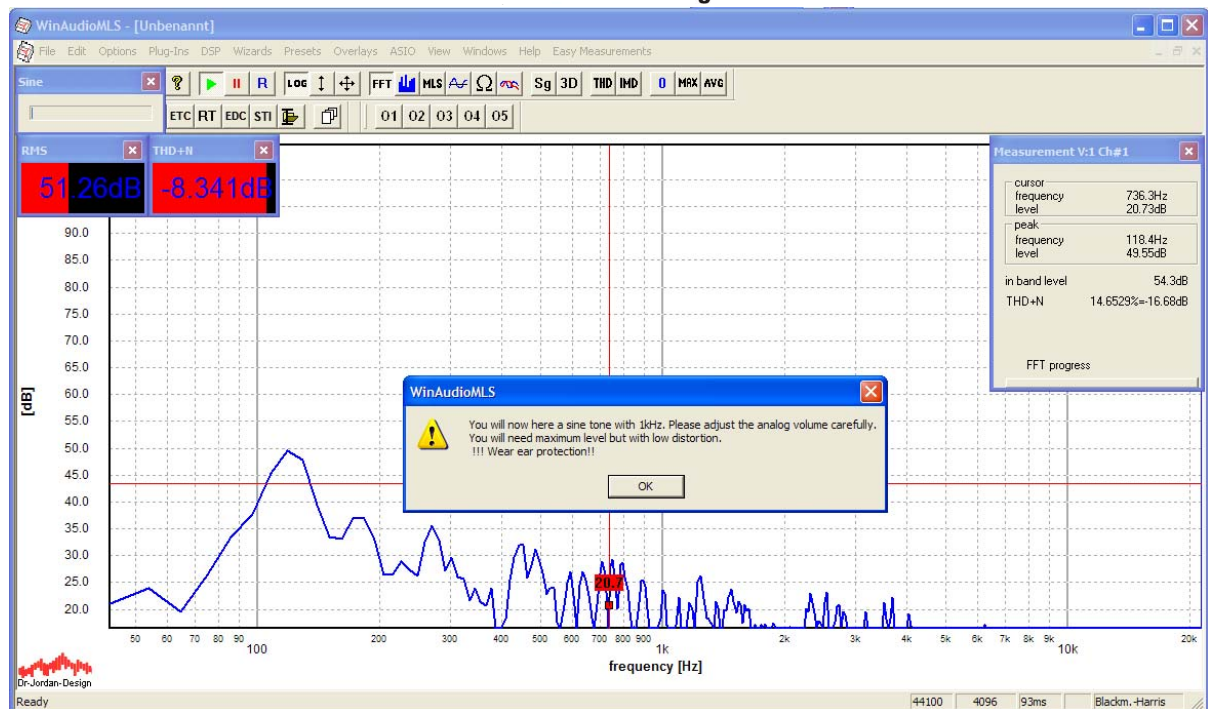 WinAudioMLS - [Unbenannt]
File Edit Options Plug-Ins DSP Wizards Presets Overlays ASIO View Windows Help Easy Measurements
Sine
? R LOG FFT MLS Ω Sg 3D THD IMD 0 MAX AVG
ETC RT EDC STI 01 02 03 04 05
RMS
51.26dB
THD+N
-8.341dB
Measurement V:1 Ch#1
cursor
frequency 736.3Hz
level 20.73dB
peak
frequency 118.4Hz
level 49.55dB
in band level 54.3dB
THD+N 14.6529%=-16.68dB
FFT progress
90.0
85.0
80.0
75.0
70.0
65.0
60.0
55.0
50.0
45.0
40.0
35.0
30.0
25.0
20.0
[dB]
WinAudioMLS
You will now here a sine tone with 1kHz. Please adjust the analog volume carefully.
You will need maximum level but with low distortion.
!!! Wear ear protection!!
OK
20.7
50 60 70 80 90 100 200 300 400 500 600 700 800 900 1K 2k 3k 4k 5k 6k 7k 8k 9k 10k 20k
frequency [Hz]
Dr-Jordan-Design
Ready
44100 4096 93ms Blackm.-Harris